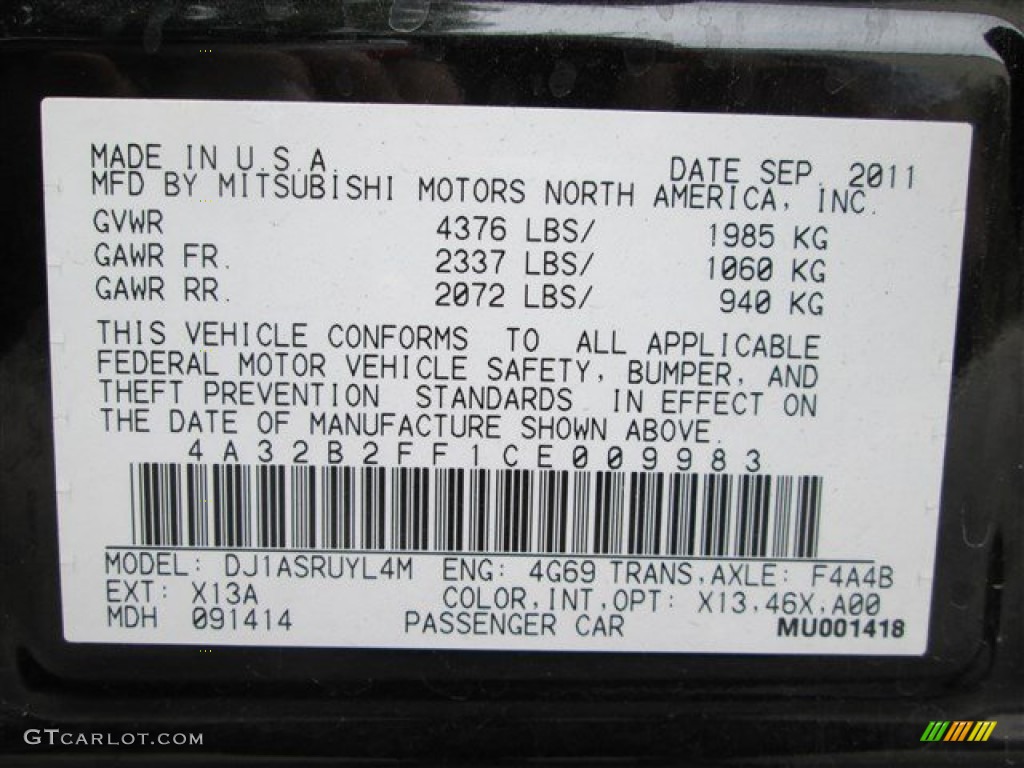 MADE IN U.S.A. DATE SEP. 2011
MFD BY MITSUBISHI MOTORS NORTH AMERICA, INC.
GVWR 4376 LBS/ 1985 KG
GAWR FR. 2337 LBS/ 1060 KG
GAWR RR. 2072 LBS/ 940 KG
THIS VEHICLE CONFORMS TO ALL APPLICABLE
FEDERAL MOTOR VEHICLE SAFETY, BUMPER, AND
THEFT PREVENTION STANDARDS IN EFFECT ON
THE DATE OF MANUFACTURE SHOWN ABOVE.
4A32B2FF1CE009983
MODEL: DJ1ASRUYL4M ENG: 4G69 TRANS,AXLE: F4A4B
EXT: X13A COLOR,INT,OPT: X13,46X,A00
MDH 091414 PASSENGER CAR MU001418
GTCARLOT.COM